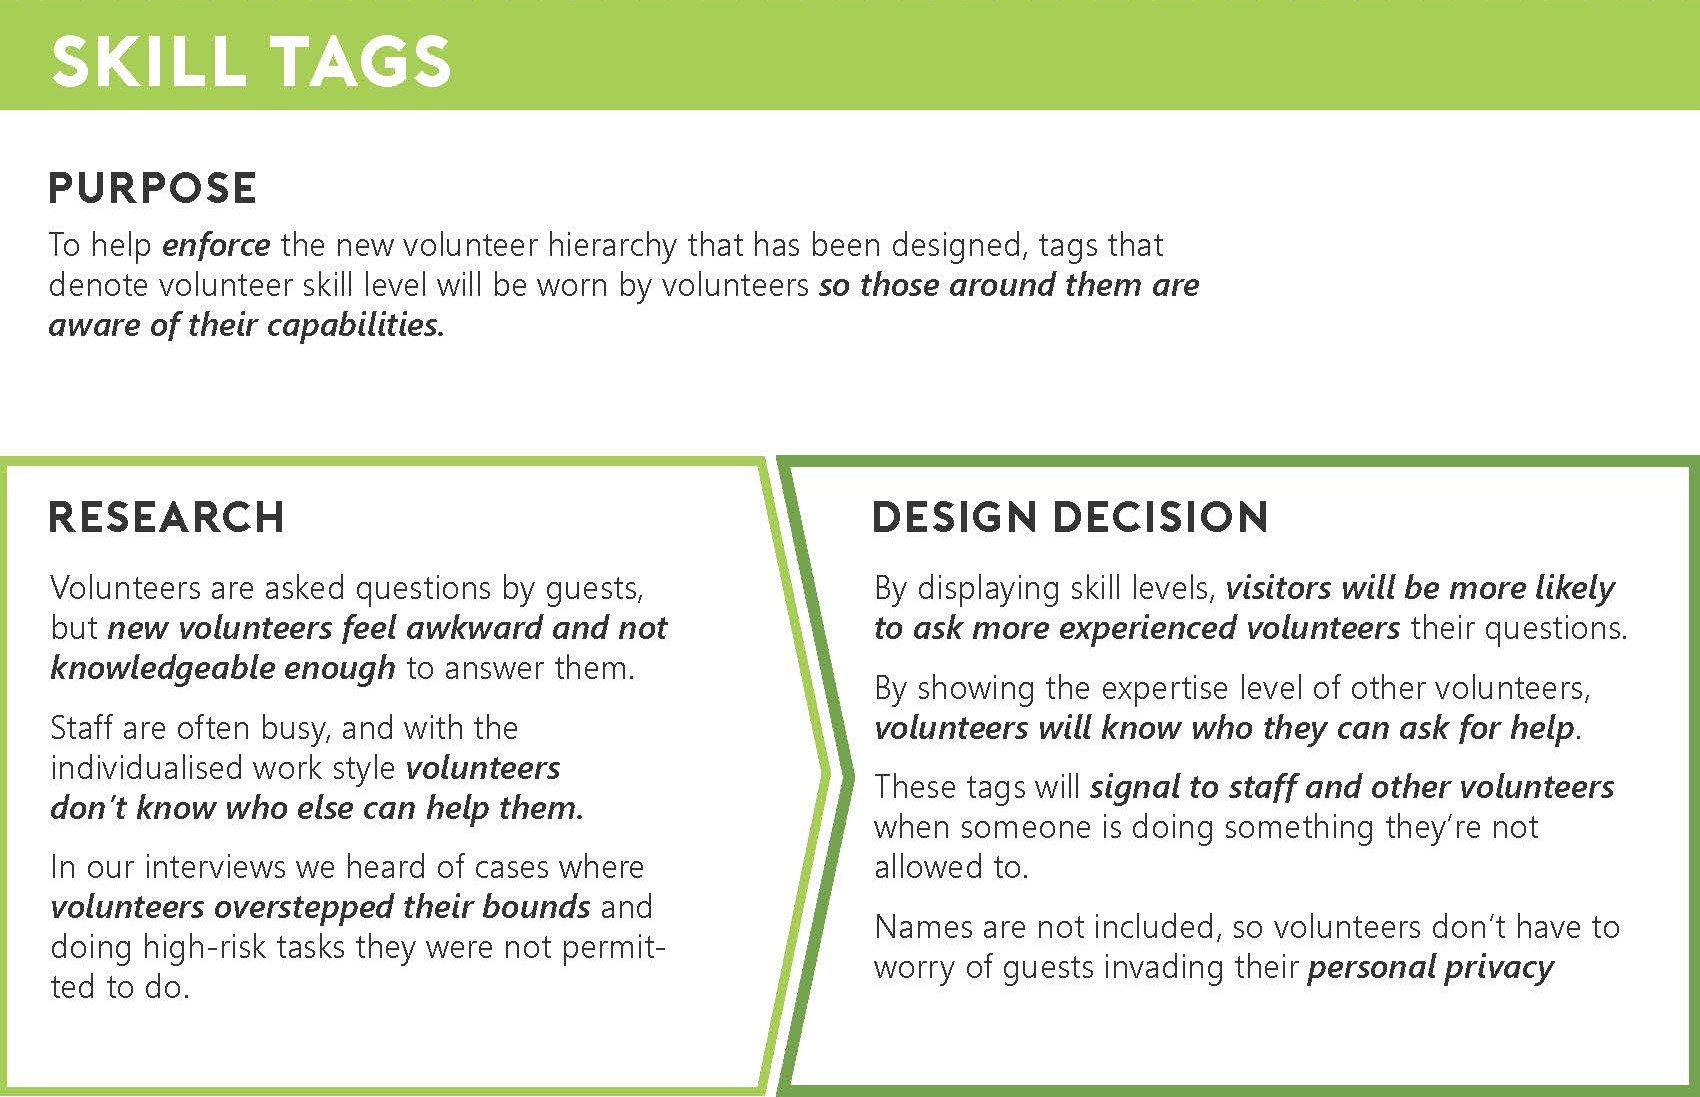 SKILL TAGS
PURPOSE
To help enforce the new volunteer hierarchy that has been designed, tags that
denote volunteer skill level will be worn by volunteers so those around them are
aware of their capabilities.
RESEARCH
Volunteers are asked questions by guests,
but new volunteers feel awkward and not
knowledgeable enough to answer them.
Staff are often busy, and with the
individualised work style volunteers
don't know who else can help them.
In our interviews we heard of cases where
volunteers overstepped their bounds and
doing high-risk tasks they were not permit-
ted to do.
DESIGN DECISION
By displaying skill levels, visitors will be more likely
to ask more experienced volunteers their questions.
By showing the expertise level of other volunteers,
volunteers will know who they can ask for help.
These tags will signal to staff and other volunteers
when someone is doing something they're not
allowed to.
Names are not included, so volunteers don't have to
worry of guests invading their personal privacy